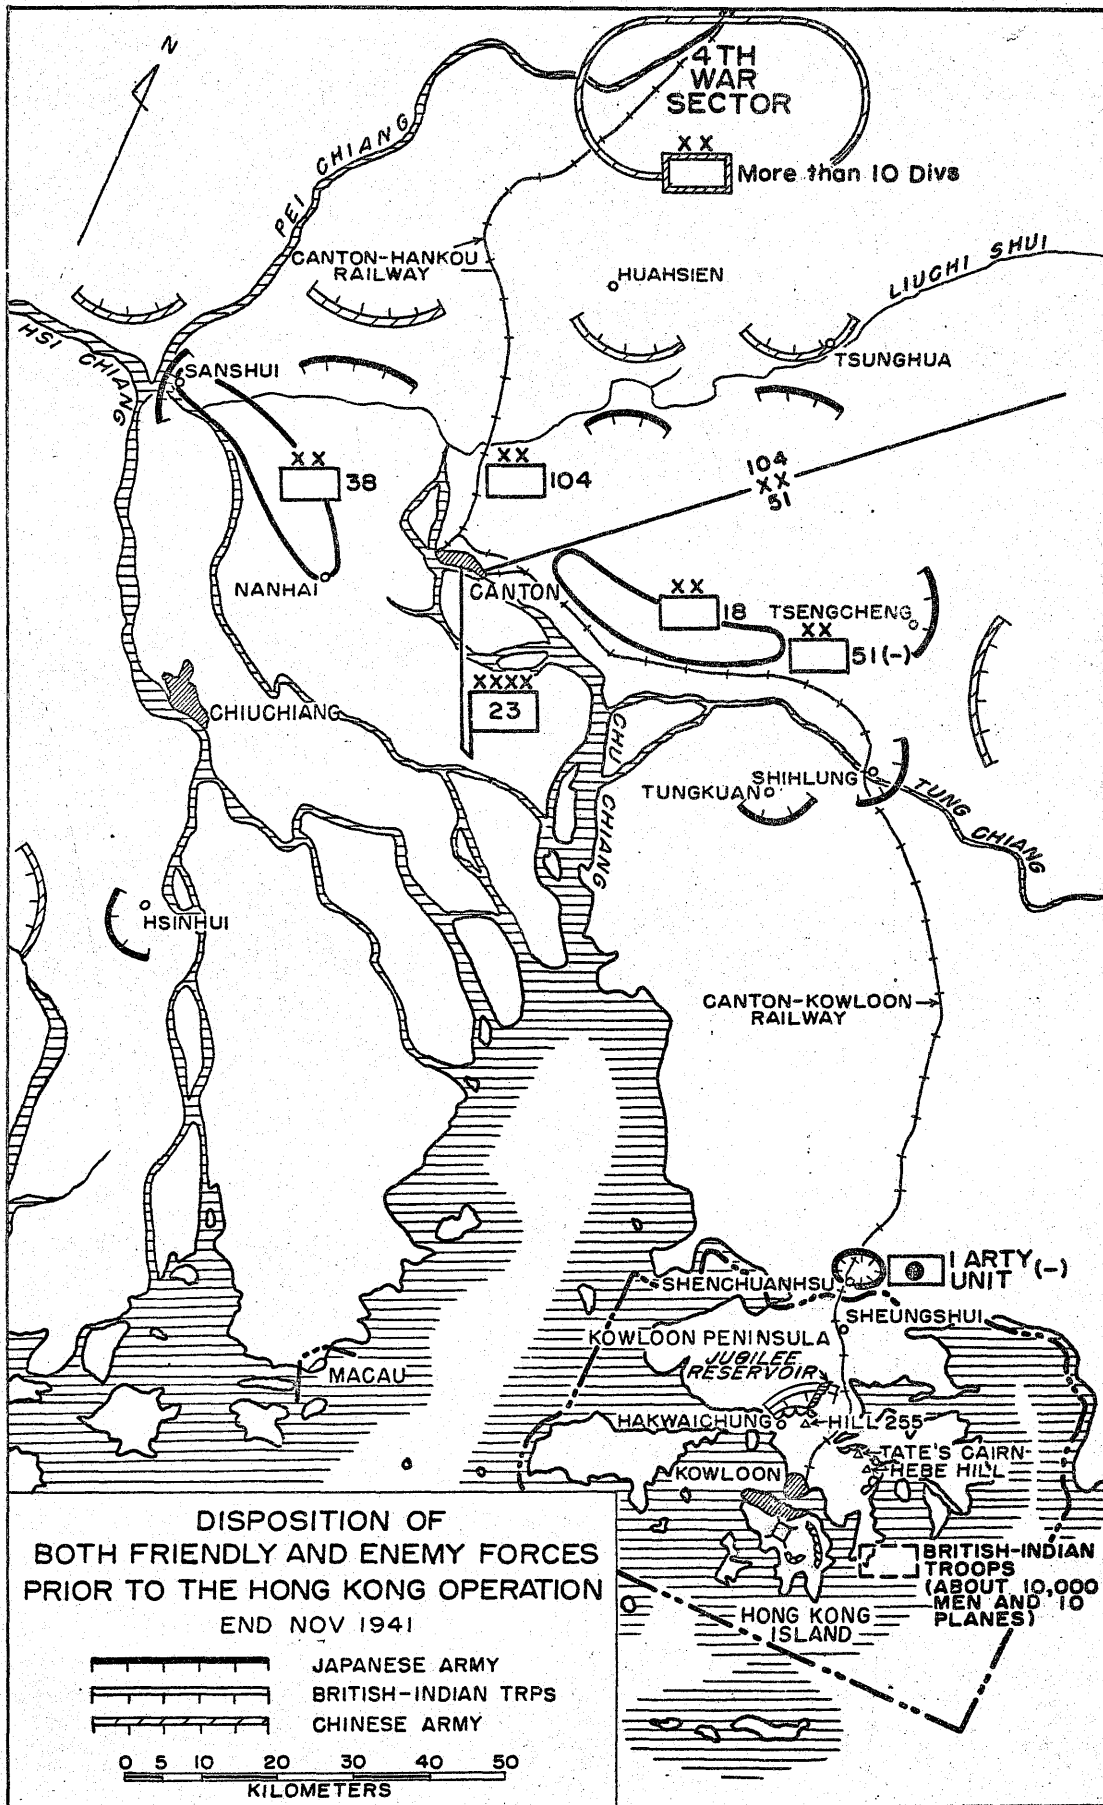 N
4TH
WAR
SECTOR
XX
More than 10 Divs
PEI CHIANG
CANTON-HANKOU
RAILWAY
HUAHSIEN
LIUCHI SHUI
HSI CHIANG
SANSHUI
TSUNGHUA
XX
38
XX
104
104
XX
51
NANHAI
CANTON
XX
18
TSENGCHENG
XX
51(-)
XXXX
23
CHIUCHIANG
CHU CHIANG
TUNGKUAN
SHIHLUNG
TUNG CHIANG
HSINHUI
CANTON-KOWLOON
RAILWAY
SHENCHUANHSU
1 ARTY
UNIT (-)
SHEUNGSHUI
KOWLOON PENINSULA
JUBILEE
RESERVOIR
MACAU
HAKWAICHUNG
HILL 255
TATE'S CAIRN
HEBE HILL
KOWLOON
BRITISH-INDIAN
TROOPS
(ABOUT 10,000
MEN AND 10
PLANES)
HONG KONG
ISLAND
DISPOSITION OF
BOTH FRIENDLY AND ENEMY FORCES
PRIOR TO THE HONG KONG OPERATION
END NOV 1941
JAPANESE ARMY
BRITISH-INDIAN TRPS
CHINESE ARMY
0 5 10 20 30 40 50
KILOMETERS